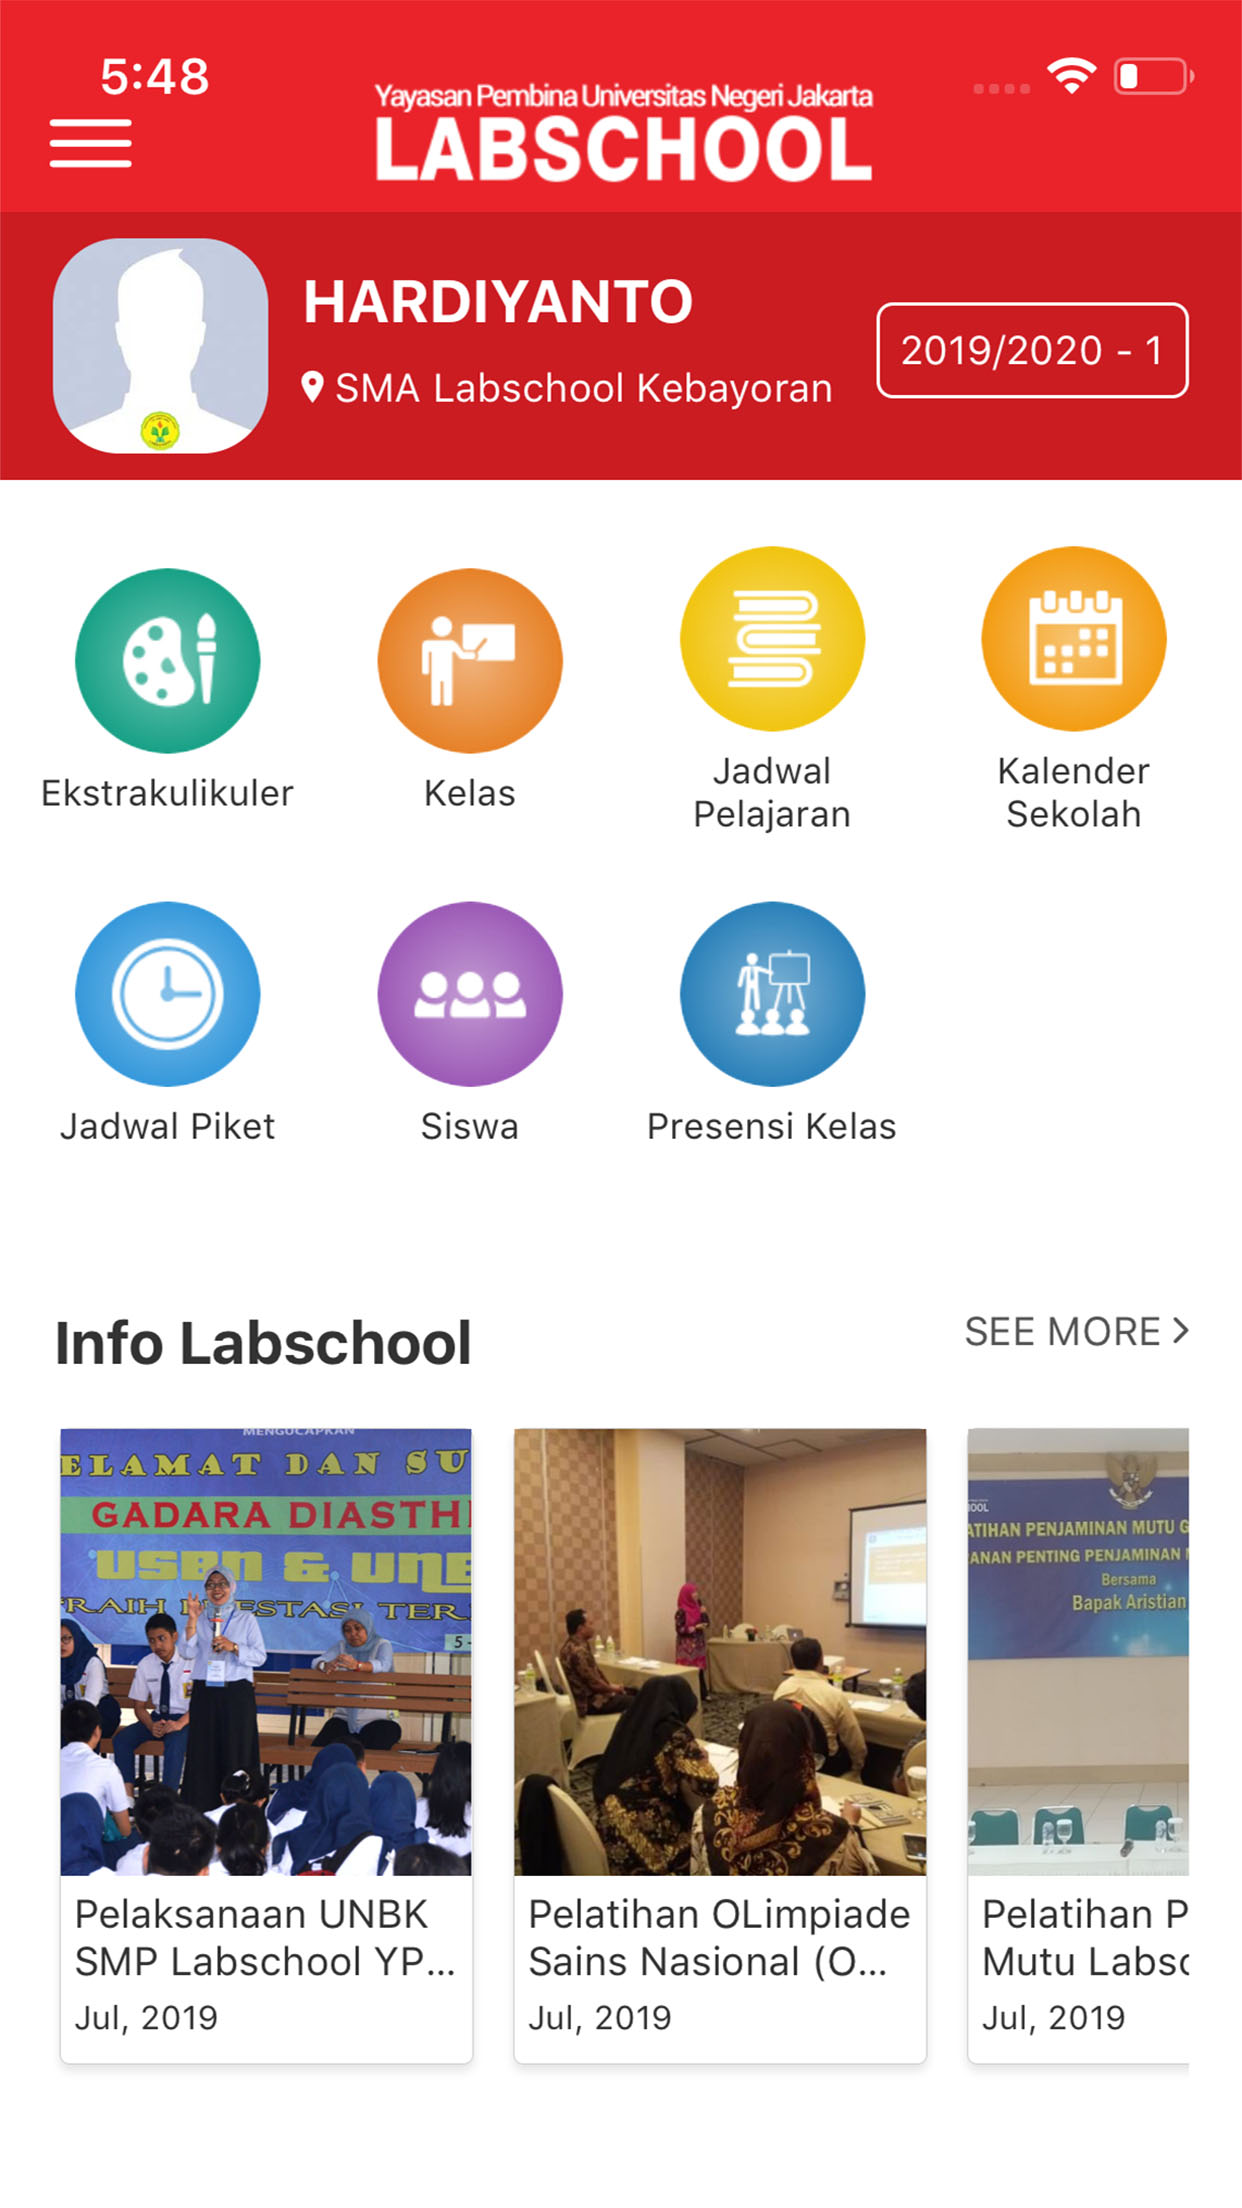 5:48
Yayasan Pembina Universitas Negeri Jakarta
LABSCHOOL
HARDIYANTO
SMA Labschool Kebayoran
2019/2020 - 1
Ekstrakulikuler
Kelas
Jadwal
Pelajaran
Kalender
Sekolah
Jadwal Piket
Siswa
Presensi Kelas
Info Labschool
SEE MORE >
MENGUCAPKAN
ELAMAT DAN SU
GADARA DIASTH
USBN & UNB
RAIH ESTASI TER
5 -
OOL
ATIHAN PENJAMINAN MUTU G
ANAN PENTING PENJAMINAN
Bersama
Bapak Aristian
Pelaksanaan UNBK
SMP Labschool YP...
Jul, 2019
Pelatihan OLimpiade
Sains Nasional (O...
Jul, 2019
Pelatihan P
Mutu Labsc
Jul, 2019